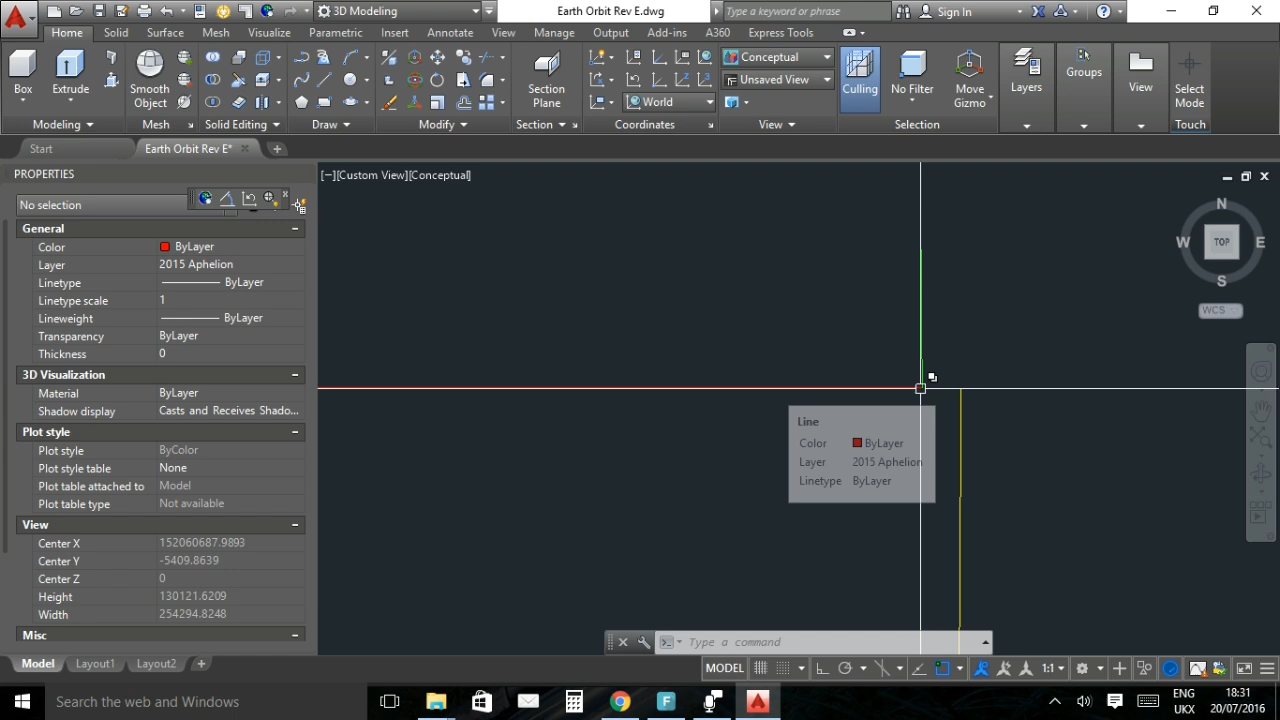 3D Modeling
Earth Orbit Rev E.dwg
Type a keyword or phrase
Sign In
Home Solid Surface Mesh Visualize Parametric Insert Annotate View Manage Output Add-ins A360 Express Tools
Box
Extrude
Smooth Object
Section Plane
World
Conceptual
Unsaved View
Culling
No Filter
Move Gizmo
Layers
Groups
View
Select Mode
Modeling
Mesh
Solid Editing
Draw
Modify
Section
Coordinates
View
Selection
Touch
Start
Earth Orbit Rev E*
PROPERTIES
No selection
General
Color ByLayer
Layer 2015 Aphelion
Linetype ByLayer
Linetype scale 1
Lineweight ByLayer
Transparency ByLayer
Thickness 0
3D Visualization
Material ByLayer
Shadow display Casts and Receives Shado...
Plot style
Plot style ByColor
Plot style table None
Plot table attached to Model
Plot table type Not available
View
Center X 152060687.9893
Center Y -5409.8639
Center Z 0
Height 130121.6209
Width 254294.8248
Misc
[−][Custom View][Conceptual]
N
W TOP E
S
WCS
Line
Color ByLayer
Layer 2015 Aphelion
Linetype ByLayer
Type a command
Model Layout1 Layout2
MODEL
1:1
Search the web and Windows
ENG
UKX
18:31
20/07/2016